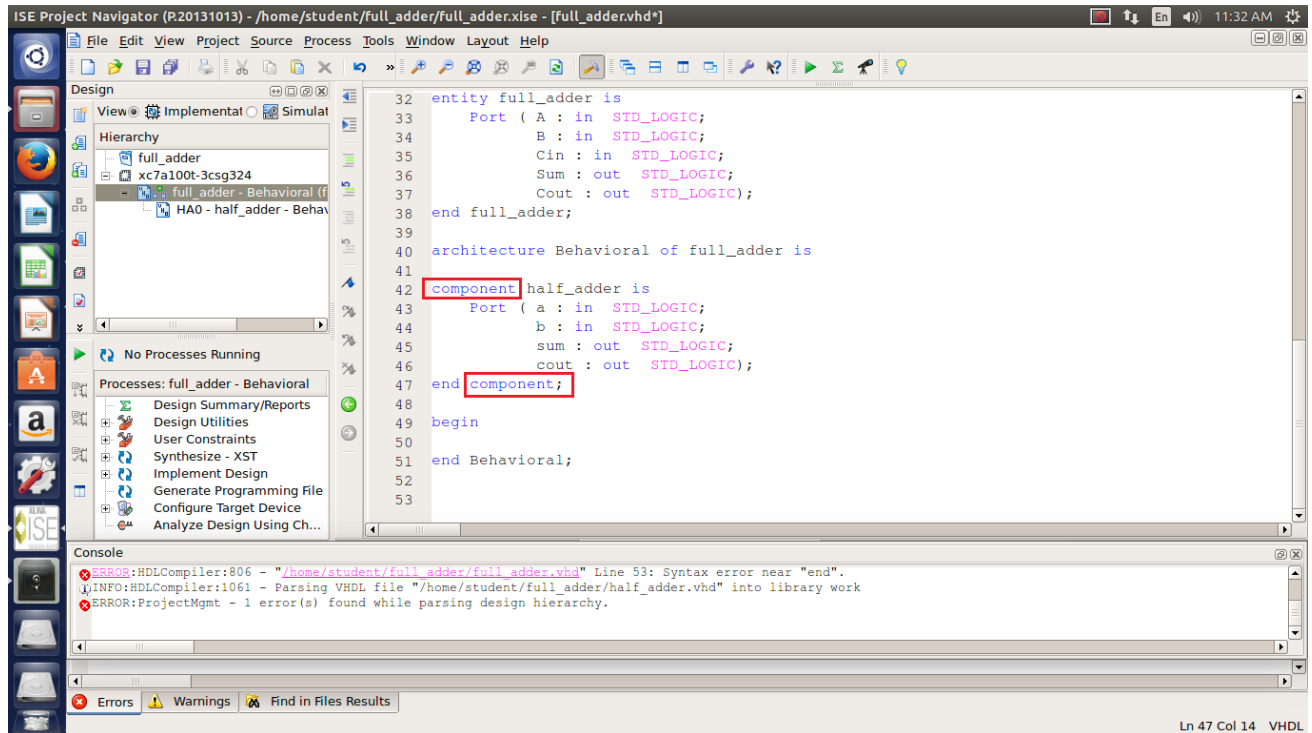 ISE Project Navigator (P.20131013) - /home/student/full_adder/full_adder.xise - [full_adder.vhd*]
En 11:32 AM
File Edit View Project Source Process Tools Window Layout Help
»
Design
View Implementat Simulat
Hierarchy
full_adder
xc7a100t-3csg324
full_adder - Behavioral (f
HA0 - half_adder - Behav
No Processes Running
Processes: full_adder - Behavioral
Design Summary/Reports
Design Utilities
User Constraints
Synthesize - XST
Implement Design
Generate Programming File
Configure Target Device
Analyze Design Using Ch...
32 entity full_adder is
33 Port ( A : in STD_LOGIC;
34 B : in STD_LOGIC;
35 Cin : in STD_LOGIC;
36 Sum : out STD_LOGIC;
37 Cout : out STD_LOGIC);
38 end full_adder;
39
40 architecture Behavioral of full_adder is
41
42 component half_adder is
43 Port ( a : in STD_LOGIC;
44 b : in STD_LOGIC;
45 sum : out STD_LOGIC;
46 cout : out STD_LOGIC);
47 end component;
48
49 begin
50
51 end Behavioral;
52
53
Console
ERROR:HDLCompiler:806 - "/home/student/full_adder/full_adder.vhd" Line 53: Syntax error near "end".
INFO:HDLCompiler:1061 - Parsing VHDL file "/home/student/full_adder/half_adder.vhd" into library work
ERROR:ProjectMgmt - 1 error(s) found while parsing design hierarchy.
Errors Warnings Find in Files Results
Ln 47 Col 14 VHDL
XILINX
ISE